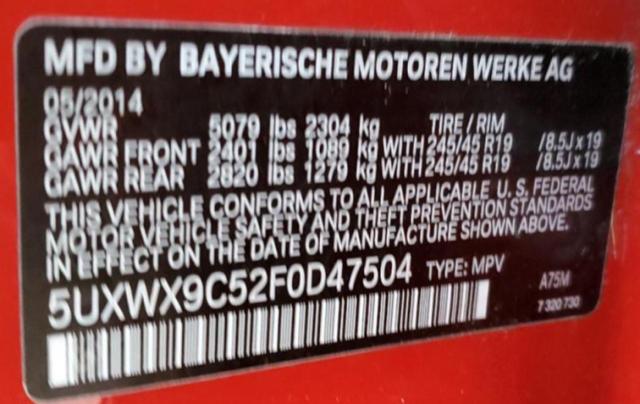 MFD BY BAYERISCHE MOTOREN WERKE AG
05/2014
GVWR 5079 lbs 2304 kg TIRE / RIM
GAWR FRONT 2401 lbs 1089 kg WITH 245/45 R19 /8.5J x 19
GAWR REAR 2820 lbs 1279 kg WITH 245/45 R19 /8.5J x 19
THIS VEHICLE CONFORMS TO ALL APPLICABLE U. S. FEDERAL
MOTOR VEHICLE SAFETY AND THEFT PREVENTION STANDARDS
IN EFFECT ON THE DATE OF MANUFACTURE SHOWN ABOVE.
5UXWX9C52F0D47504 TYPE: MPV A75M
7 320 730